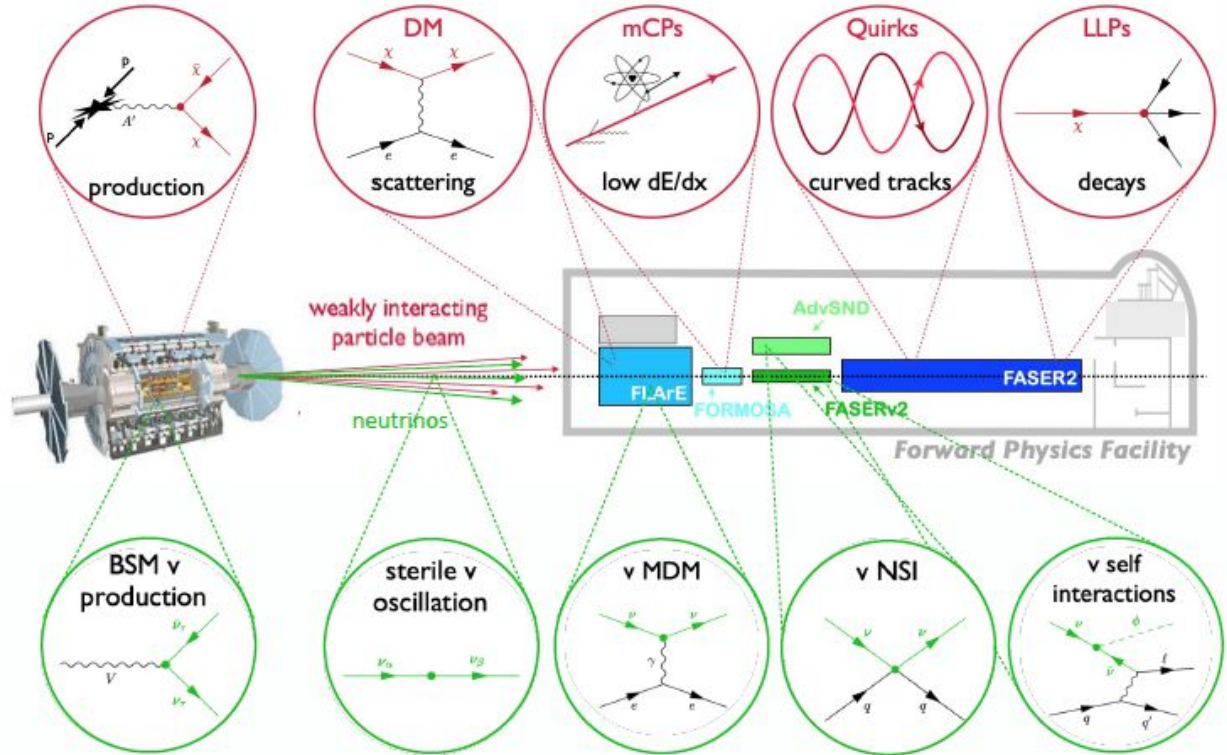 DM
mCPs
Quirks
LLPs
p
χ̄
χ
χ
A'
p
χ
χ
e
e
production
scattering
low dE/dx
curved tracks
decays
weakly interacting
particle beam
neutrinos
AdvSND
FLArE
FORMOSA
FASERν2
FASER2
Forward Physics Facility
BSM ν
production
ν̄τ
V
ντ
sterile ν
oscillation
να
νβ
ν MDM
ν
ν
γ
e
e
ν NSI
ν
ν
q
q
ν self
interactions
ν
ϕ
ν̄
ℓ
q
q'